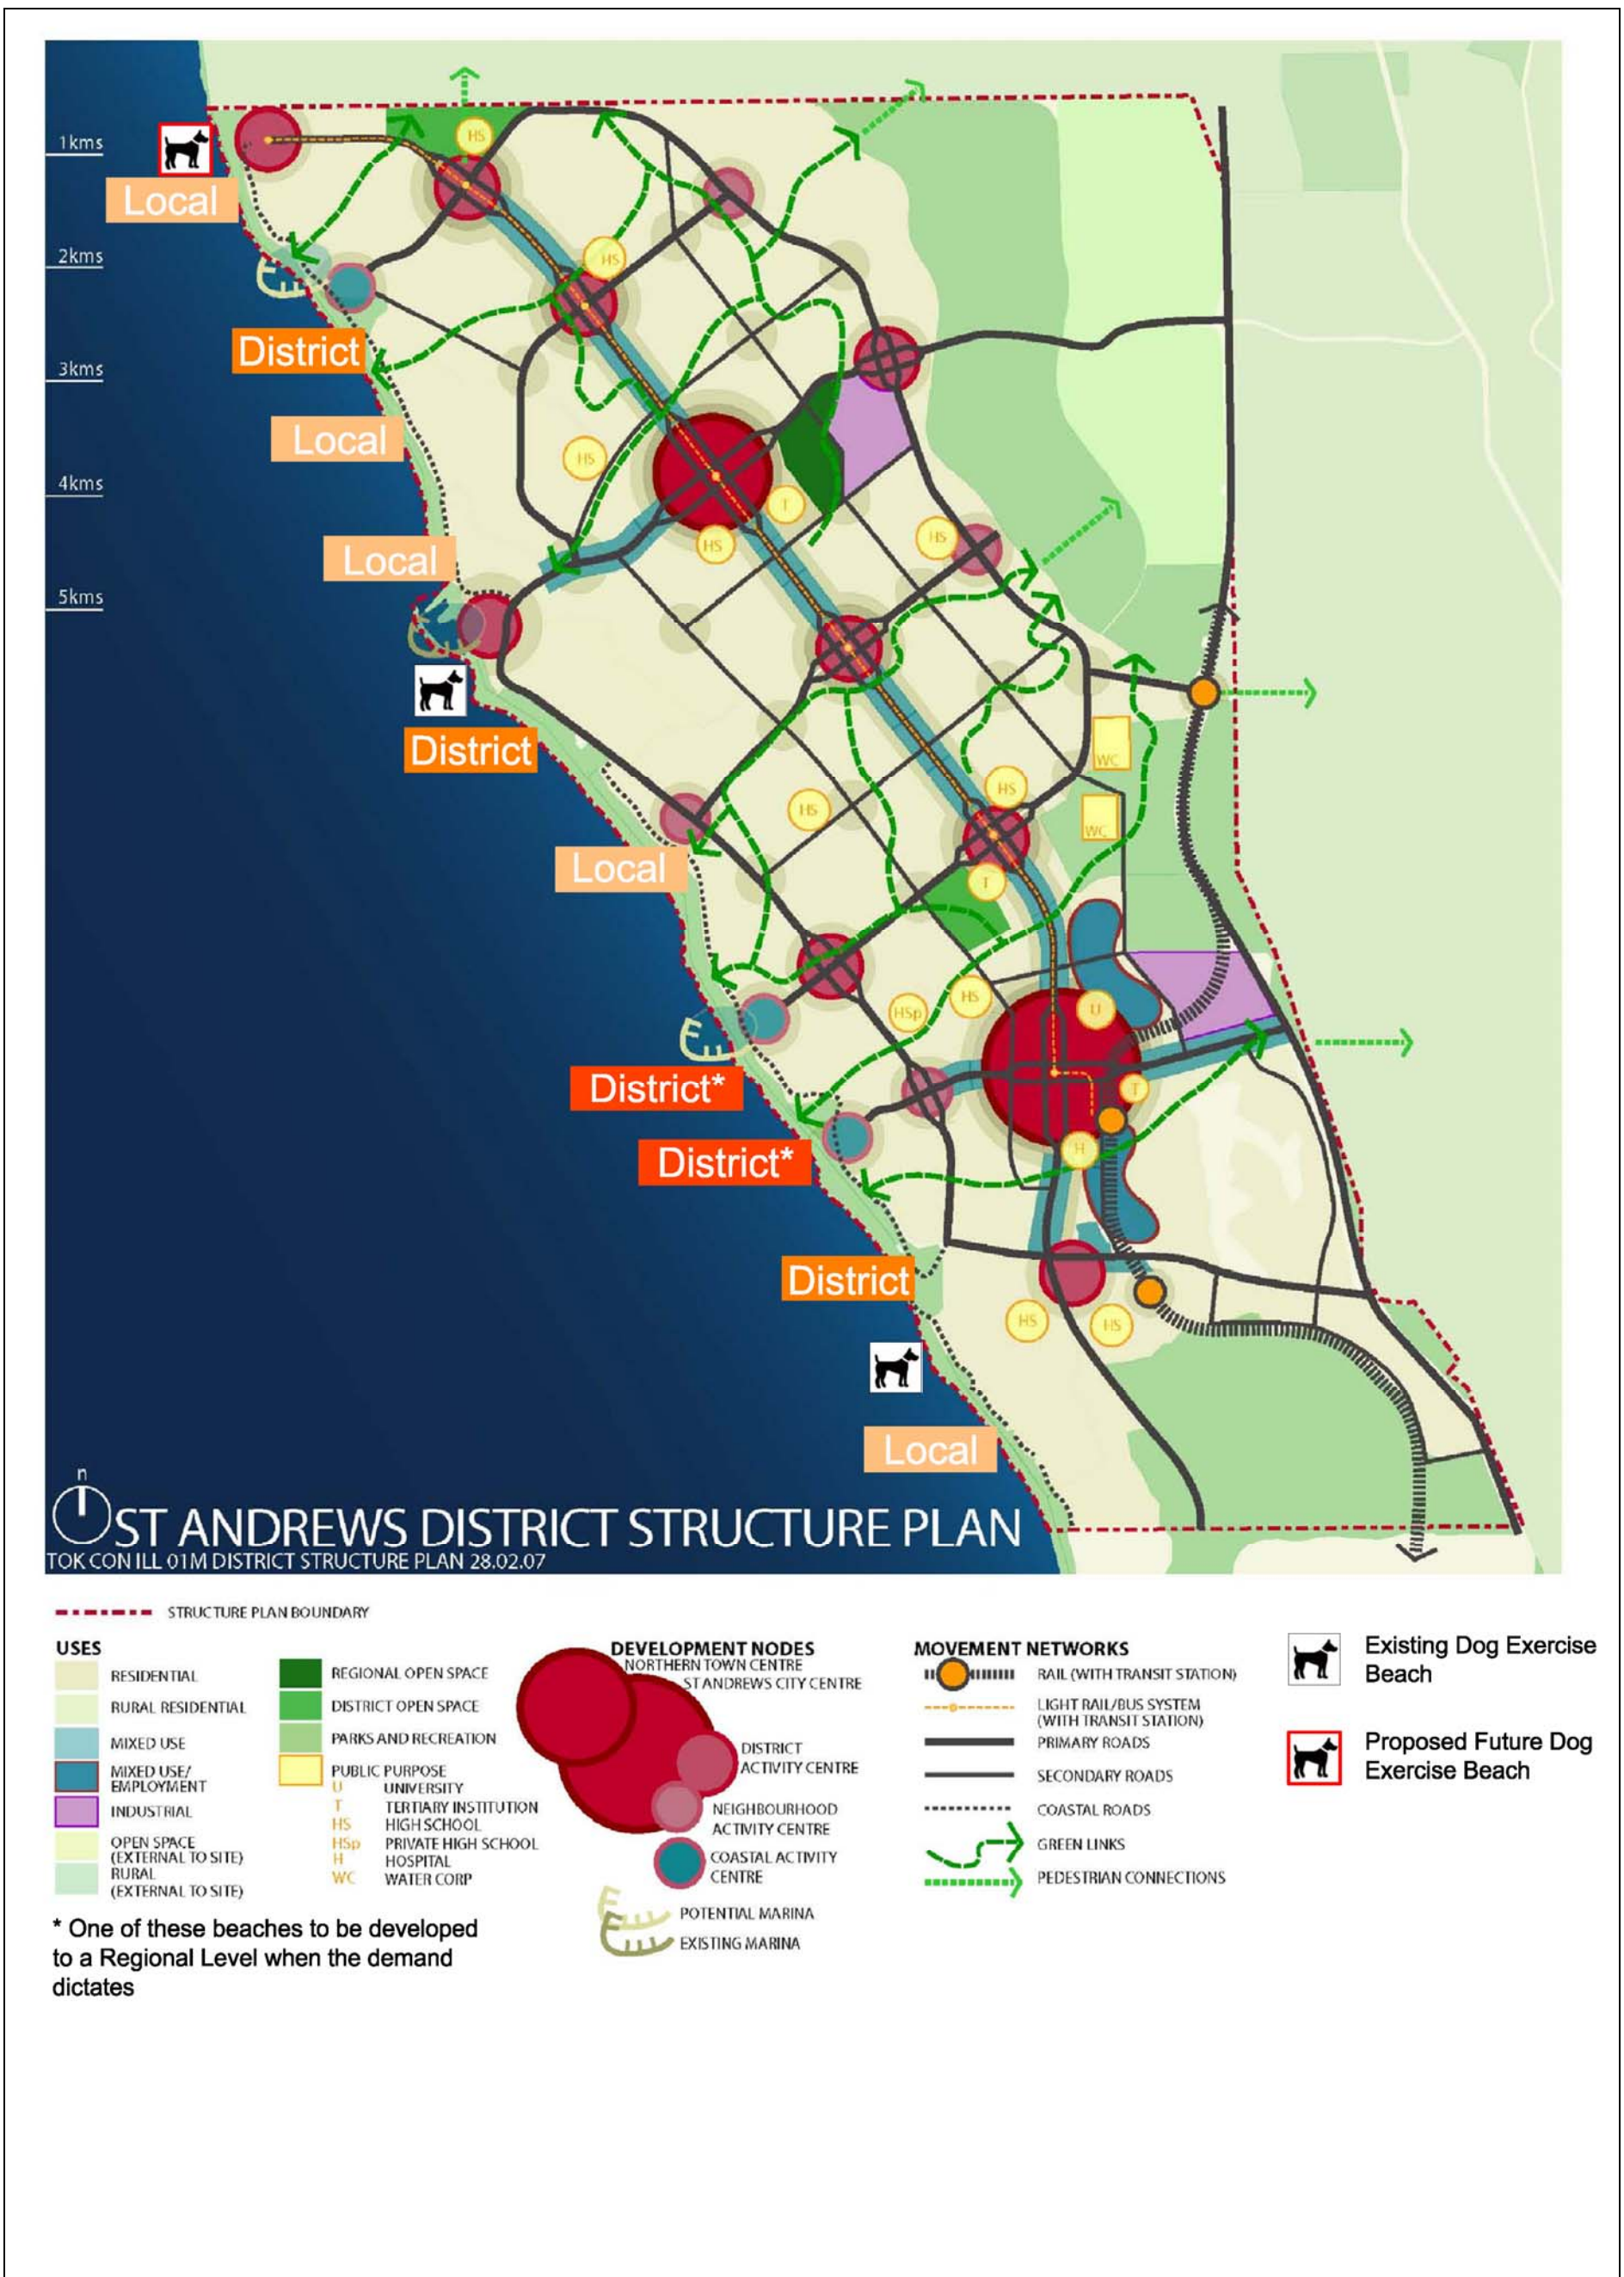 HS
1kms
Local
2kms
HS
District
3kms
Local
HS
4kms
T
HS
HS
Local
5kms
District
WC
HS
HS
WC
Local
T
HS
U
HSp
District*
T
District*
H
District
HS
HS
Local
n
ST ANDREWS DISTRICT STRUCTURE PLAN
TOK CON ILL 01M DISTRICT STRUCTURE PLAN 28.02.07
STRUCTURE PLAN BOUNDARY
USES
RESIDENTIAL
RURAL RESIDENTIAL
MIXED USE
MIXED USE/
EMPLOYMENT
INDUSTRIAL
OPEN SPACE
(EXTERNAL TO SITE)
RURAL
(EXTERNAL TO SITE)
REGIONAL OPEN SPACE
DISTRICT OPEN SPACE
PARKS AND RECREATION
PUBLIC PURPOSE
U UNIVERSITY
T TERTIARY INSTITUTION
HS HIGH SCHOOL
HSp PRIVATE HIGH SCHOOL
H HOSPITAL
WC WATER CORP
DEVELOPMENT NODES
NORTHERN TOWN CENTRE
ST ANDREWS CITY CENTRE
DISTRICT
ACTIVITY CENTRE
NEIGHBOURHOOD
ACTIVITY CENTRE
COASTAL ACTIVITY
CENTRE
POTENTIAL MARINA
EXISTING MARINA
MOVEMENT NETWORKS
RAIL (WITH TRANSIT STATION)
LIGHT RAIL/BUS SYSTEM
(WITH TRANSIT STATION)
PRIMARY ROADS
SECONDARY ROADS
COASTAL ROADS
GREEN LINKS
PEDESTRIAN CONNECTIONS
Existing Dog Exercise
Beach
Proposed Future Dog
Exercise Beach
* One of these beaches to be developed
to a Regional Level when the demand
dictates